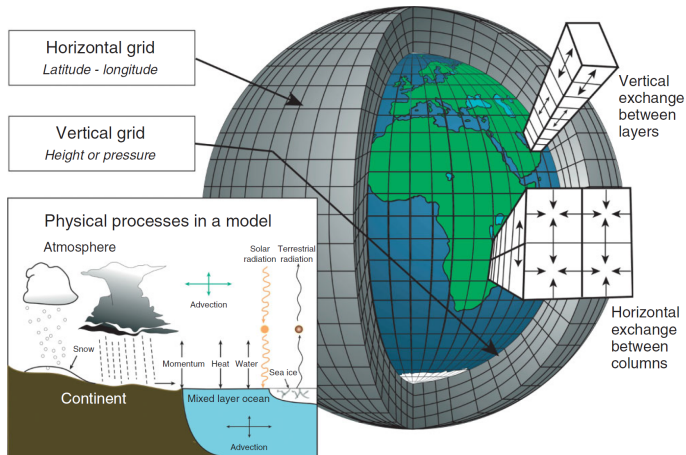 Horizontal grid
Latitude - longitude
Vertical grid
Height or pressure
Vertical
exchange
between
layers
Horizontal
exchange
between
columns
Physical processes in a model
Atmosphere
Solar
radiation
Terrestrial
radiation
Advection
Snow
Momentum
Heat
Water
Sea ice
Continent
Mixed layer ocean
Advection